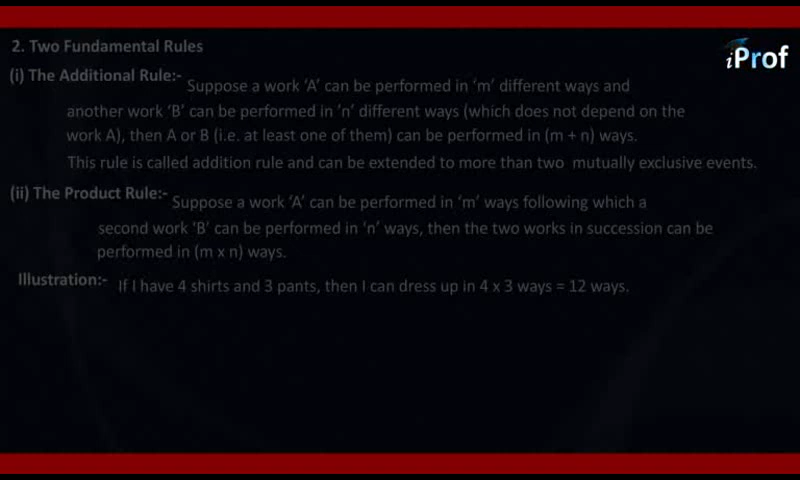 2. Two Fundamental Rules
iProf
(i) The Additional Rule:- Suppose a work ‘A’ can be performed in ‘m’ different ways and
another work ‘B’ can be performed in ‘n’ different ways (which does not depend on the
work A), then A or B (i.e. at least one of them) can be performed in (m + n) ways.
This rule is called addition rule and can be extended to more than two mutually exclusive events.
(ii) The Product Rule:- Suppose a work ‘A’ can be performed in ‘m’ ways following which a
second work ‘B’ can be performed in ‘n’ ways, then the two works in succession can be
performed in (m x n) ways.
Illustration:- If I have 4 shirts and 3 pants, then I can dress up in 4 x 3 ways = 12 ways.